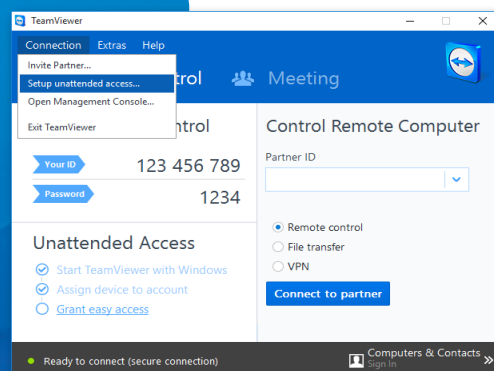 TeamViewer
Connection Extras Help
Invite Partner...
Setup unattended access...
Open Management Console...
Exit TeamViewer
Meeting
Control Remote Computer
Your ID 123 456 789
Password 1234
Partner ID
Remote control
File transfer
VPN
Connect to partner
Unattended Access
Start TeamViewer with Windows
Assign device to account
Grant easy access
Ready to connect (secure connection)
Computers & Contacts
Sign In